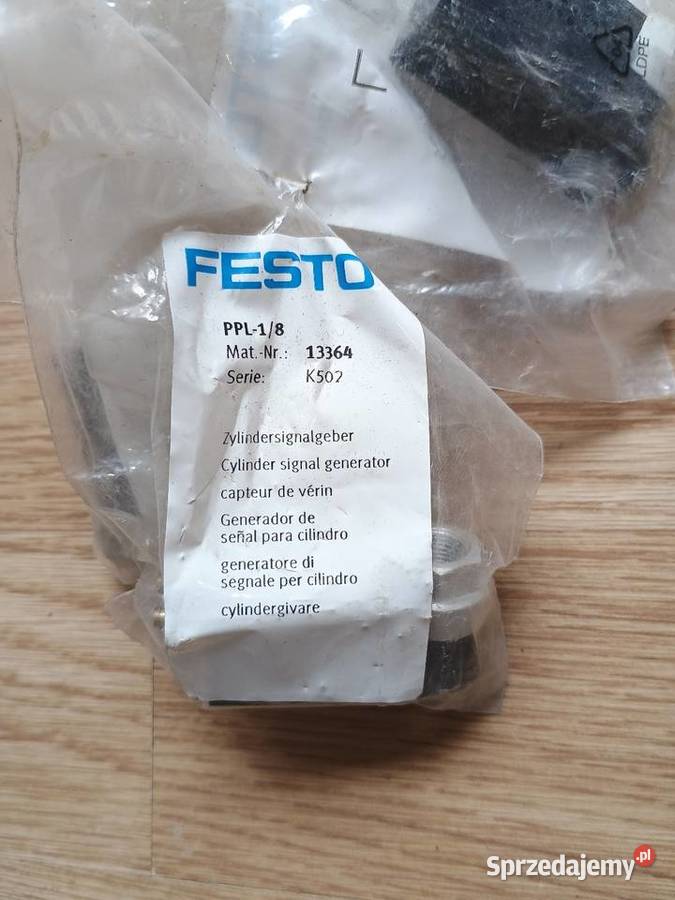 LDPE
FESTO
PPL-1/8
Mat.-Nr.: 13364
Serie: K502
Zylindersignalgeber
Cylinder signal generator
capteur de vérin
Generador de
señal para cilindro
generatore di
segnale per cilindro
cylindergivare
Sprzedajemy.pl